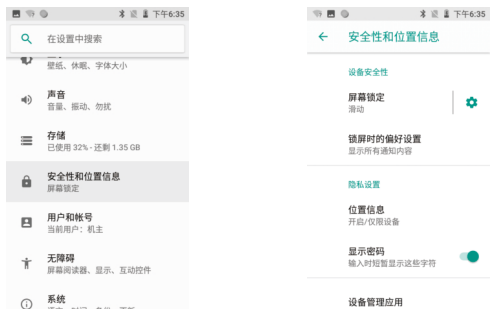 下午6:35
在设置中搜索
壁纸、休眠、字体大小
声音
音量、振动、勿扰
存储
已使用 32% - 还剩 1.35 GB
安全性和位置信息
屏幕锁定
用户和帐号
当前用户：机主
无障碍
屏幕阅读器、显示、互动控件
系统
下午6:35
安全性和位置信息
设备安全性
屏幕锁定
滑动
锁屏时的偏好设置
显示所有通知内容
隐私设置
位置信息
开启/仅限设备
显示密码
输入时短暂显示这些字符
设备管理应用